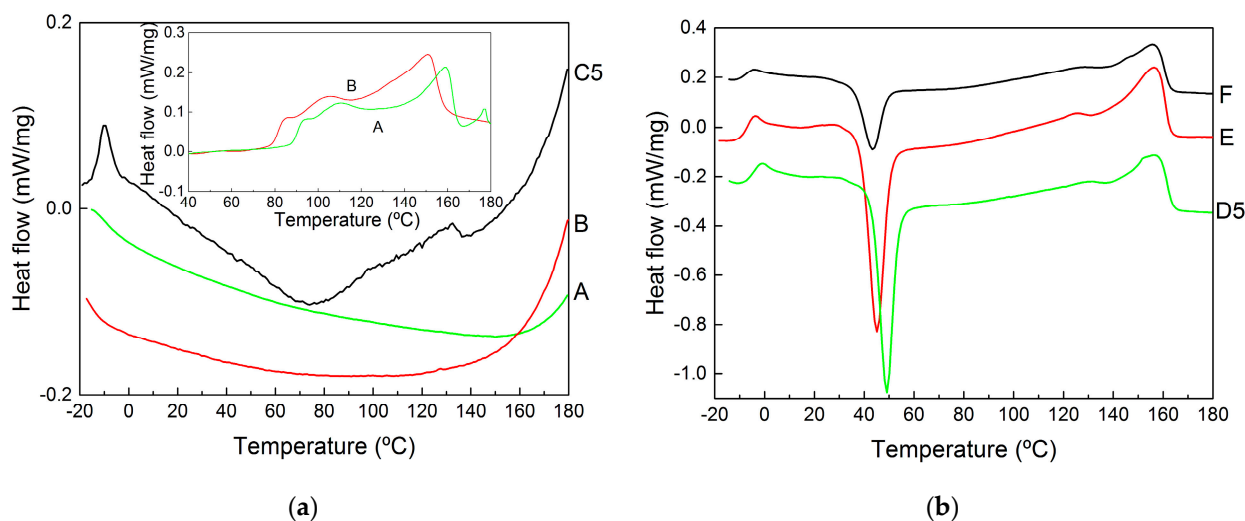 0.2
0.0
-0.2
Heat flow (mW/mg)
-20 0 20 40 60 80 100 120 140 160 180
Temperature (ºC)
C5
B
A
0.3
0.2
0.1
0.0
-0.1
Heat flow (mW/mg)
B
A
40 60 80 100 120 140 160 180
Temperature (ºC)
(a)
0.4
0.2
0.0
-0.2
-0.4
-0.6
-0.8
-1.0
Heat flow (mW/mg)
F
E
D5
-20 0 20 40 60 80 100 120 140 160 180
Temperature (ºC)
(b)